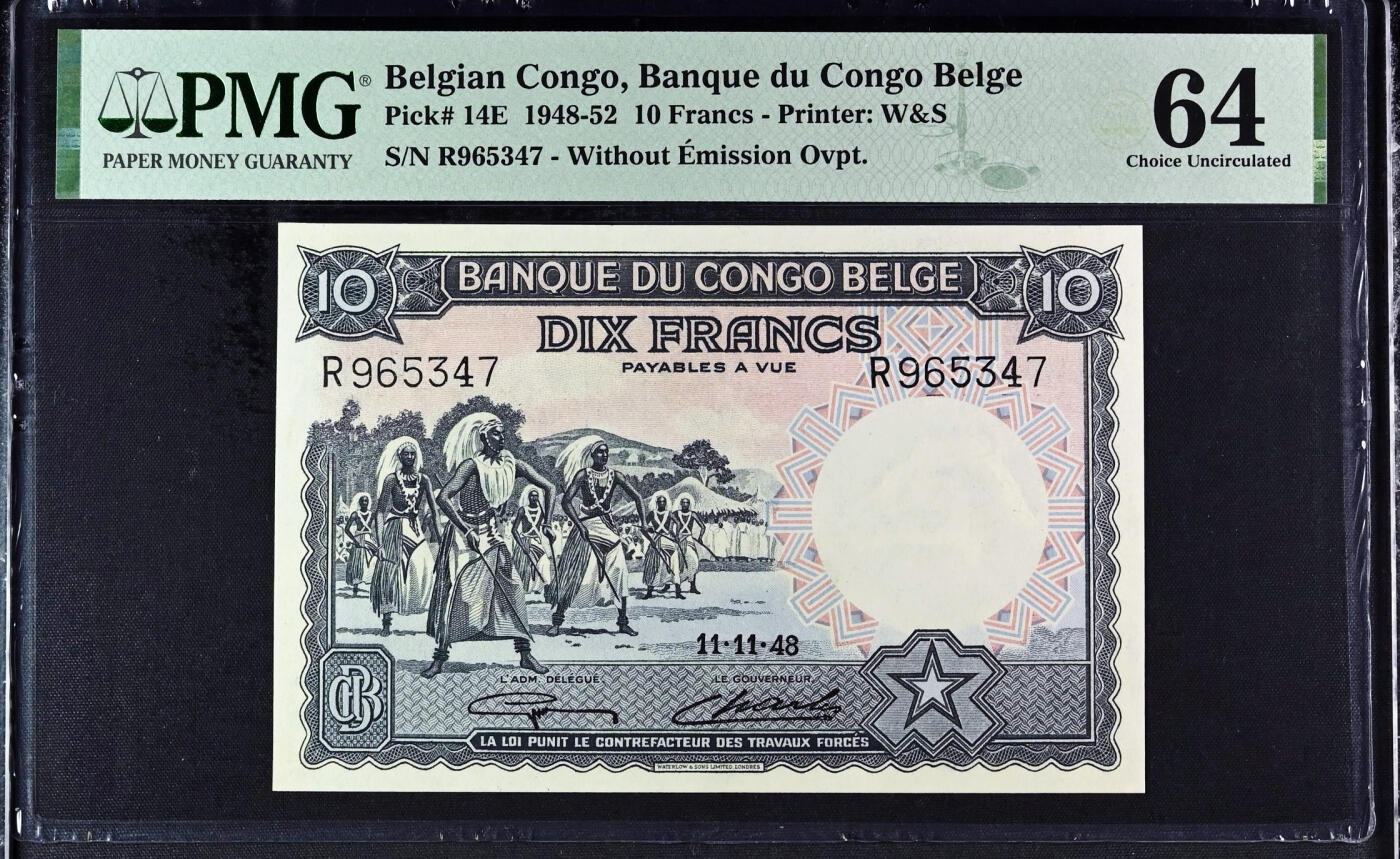 PMG®
PAPER MONEY GUARANTY
Belgian Congo, Banque du Congo Belge
Pick# 14E 1948-52 10 Francs - Printer: W&S
S/N R965347 - Without Émission Ovpt.
64
Choice Uncirculated
10 BANQUE DU CONGO BELGE 10
DIX FRANCS
PAYABLES A VUE
R965347 R965347
11·11·48
L'ADM. DÉLÉGUÉ. LE GOUVERNEUR.
BCB
LA LOI PUNIT LE CONTREFACTEUR DES TRAVAUX FORCÉS
WATERLOW & SONS LIMITED. LONDRES